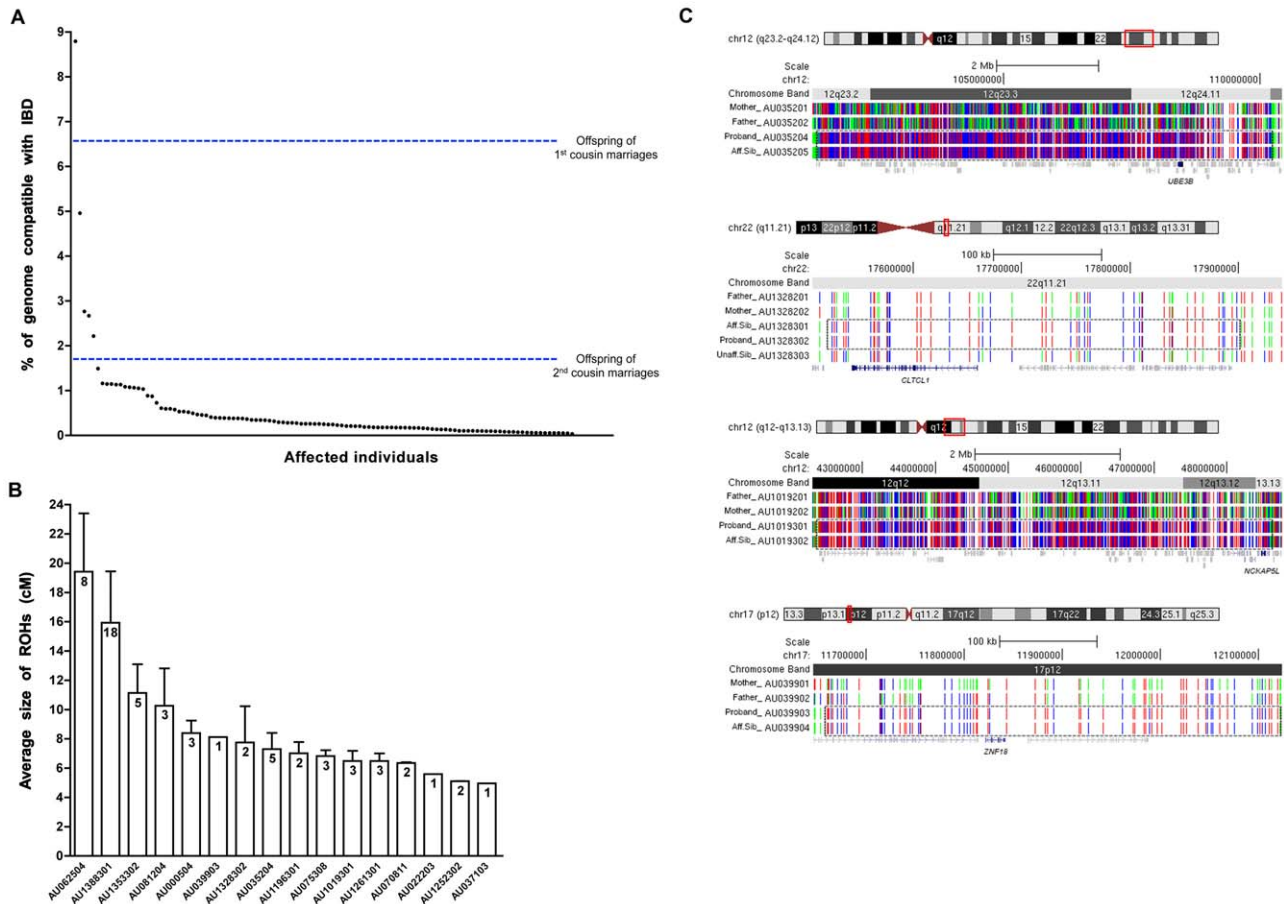 A
% of genome compatible with IBD
9
8
7
6
5
4
3
2
1
0
Offspring of
1st cousin marriages
Offspring of
2nd cousin marriages
Affected individuals
B
Average size of ROHs (cM)
24
22
20
18
16
14
12
10
8
6
4
2
0
8
18
5
3
3
1
2
5
2
3
3
3
2
1
2
1
AU062504
AU1388301
AU1353302
AU081204
AU000504
AU039903
AU1328302
AU035204
AU1196301
AU075308
AU1019301
AU1261301
AU070811
AU022203
AU1252302
AU037103
C
chr12 (q23.2-q24.12) q12 15 22
Scale 2 Mb
chr12: 105000000 110000000
Chromosome Band 12q23.2 12q23.3 12q24.11
Mother_ AU035201
Father_ AU035202
Proband_ AU035204
Aff.Sib_ AU035205
UBE3B
chr22 (q11.21) p13 22p12 p11.2 q11.21 q12.1 12.2 22q12.3 q13.1 q13.2 q13.31
Scale 100 kb
chr22: 17600000 17700000 17800000 17900000
Chromosome Band 22q11.21
Father_ AU1328201
Mother_ AU1328202
Aff.Sib_ AU1328301
Proband_ AU1328302
Unaff.Sib_ AU1328303
CLTCL1
chr12 (q12-q13.13) q12 15 22
Scale 2 Mb
chr12: 43000000 44000000 45000000 46000000 47000000 48000000
Chromosome Band 12q12 12q13.11 12q13.12 13.13
Father_ AU1019201
Mother_ AU1019202
Proband_ AU1019301
Aff.Sib_ AU1019302
NCKAP5L
chr17 (p12) 13.3 p13.1 p12 p11.2 q11.2 17q12 17q22 24.3 25.1 q25.3
Scale 100 kb
chr17: 11700000 11800000 11900000 12000000 12100000
Chromosome Band 17p12
Mother_ AU039901
Father_ AU039902
Proband_ AU039903
Aff.Sib_ AU039904
ZNF18